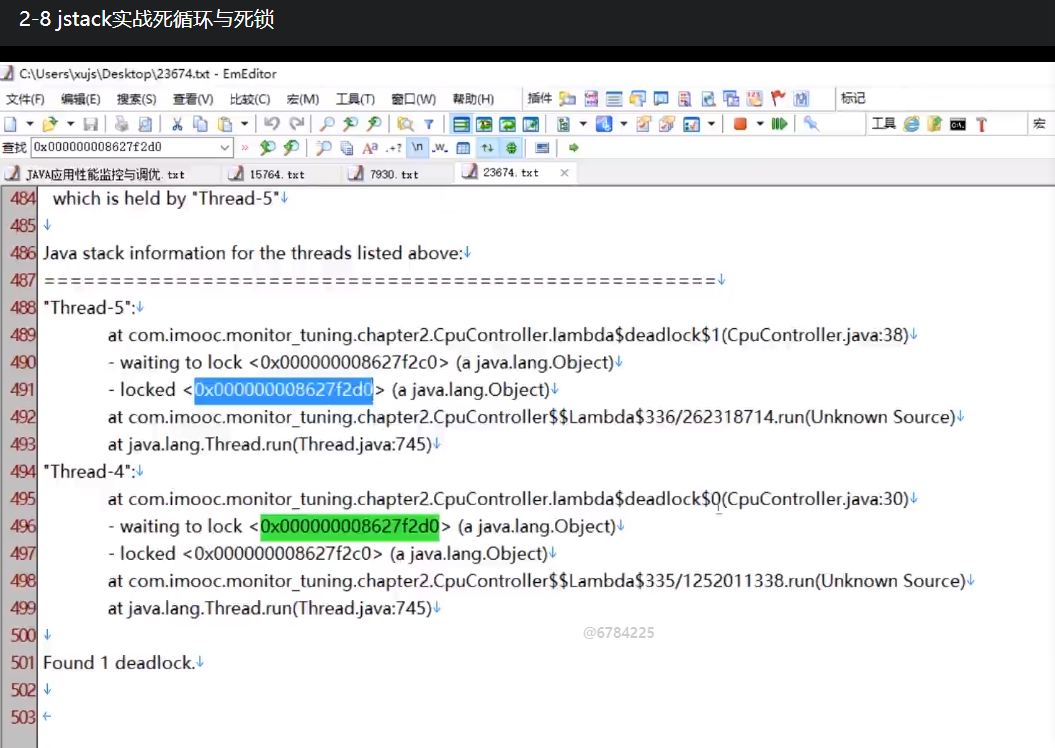 2-8 jstack实战死循环与死锁
C:\Users\xujs\Desktop\23674.txt - EmEditor
文件(F) 编辑(E) 搜索(S) 查看(V) 比较(C) 宏(M) 工具(T) 窗口(W) 帮助(H) 插件 标记
工具 宏
查找 0x000000008627f2d0
JAVA应用性能监控与调优.txt 15764.txt 7930.txt 23674.txt
484 which is held by "Thread-5"↓
485 ↓
486 Java stack information for the threads listed above:↓
487 ===================================================↓
488 "Thread-5":↓
489 at com.imooc.monitor_tuning.chapter2.CpuController.lambda$deadlock$1(CpuController.java:38)↓
490 - waiting to lock <0x000000008627f2c0> (a java.lang.Object)↓
491 - locked <0x000000008627f2d0> (a java.lang.Object)↓
492 at com.imooc.monitor_tuning.chapter2.CpuController$$Lambda$336/262318714.run(Unknown Source)↓
493 at java.lang.Thread.run(Thread.java:745)↓
494 "Thread-4":↓
495 at com.imooc.monitor_tuning.chapter2.CpuController.lambda$deadlock$0(CpuController.java:30)↓
496 - waiting to lock <0x000000008627f2d0> (a java.lang.Object)↓
497 - locked <0x000000008627f2c0> (a java.lang.Object)↓
498 at com.imooc.monitor_tuning.chapter2.CpuController$$Lambda$335/1252011338.run(Unknown Source)↓
499 at java.lang.Thread.run(Thread.java:745)↓
500 ↓
@6784225
501 Found 1 deadlock.↓
502 ↓
503 ←